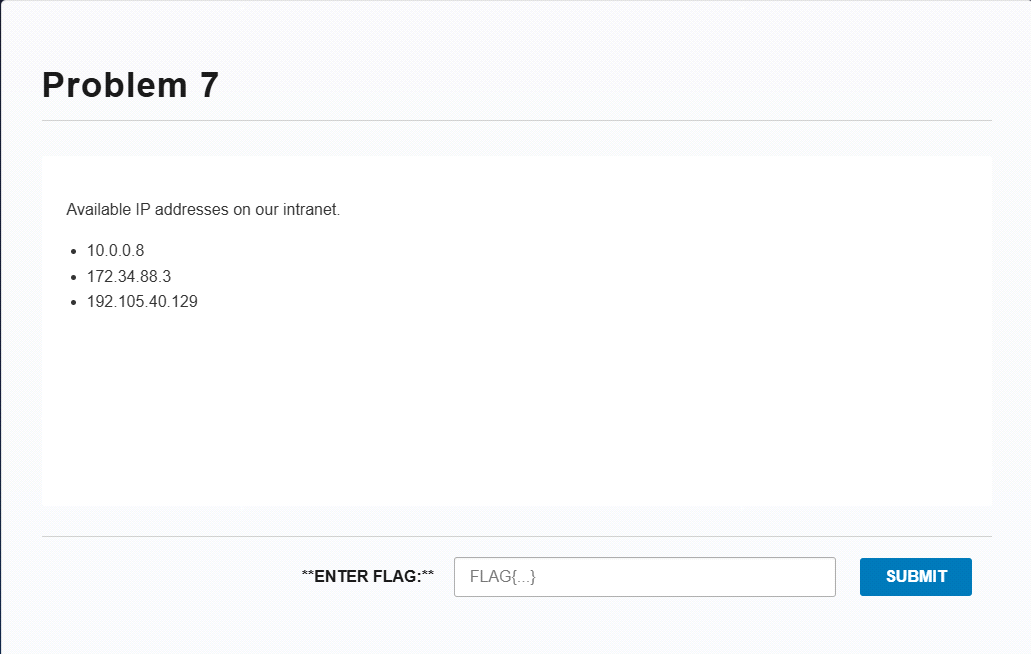 Problem 7
Available IP addresses on our intranet.
• 10.0.0.8
• 172.34.88.3
• 192.105.40.129
**ENTER FLAG:** FLAG{...} SUBMIT